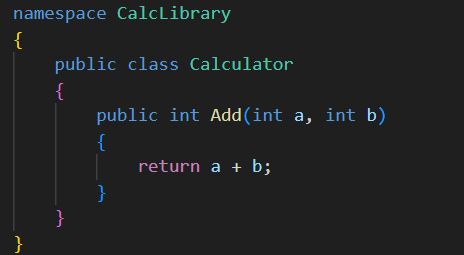 namespace CalcLibrary
{
    public class Calculator
    {
        public int Add(int a, int b)
        {
            return a + b;
        }
    }
}